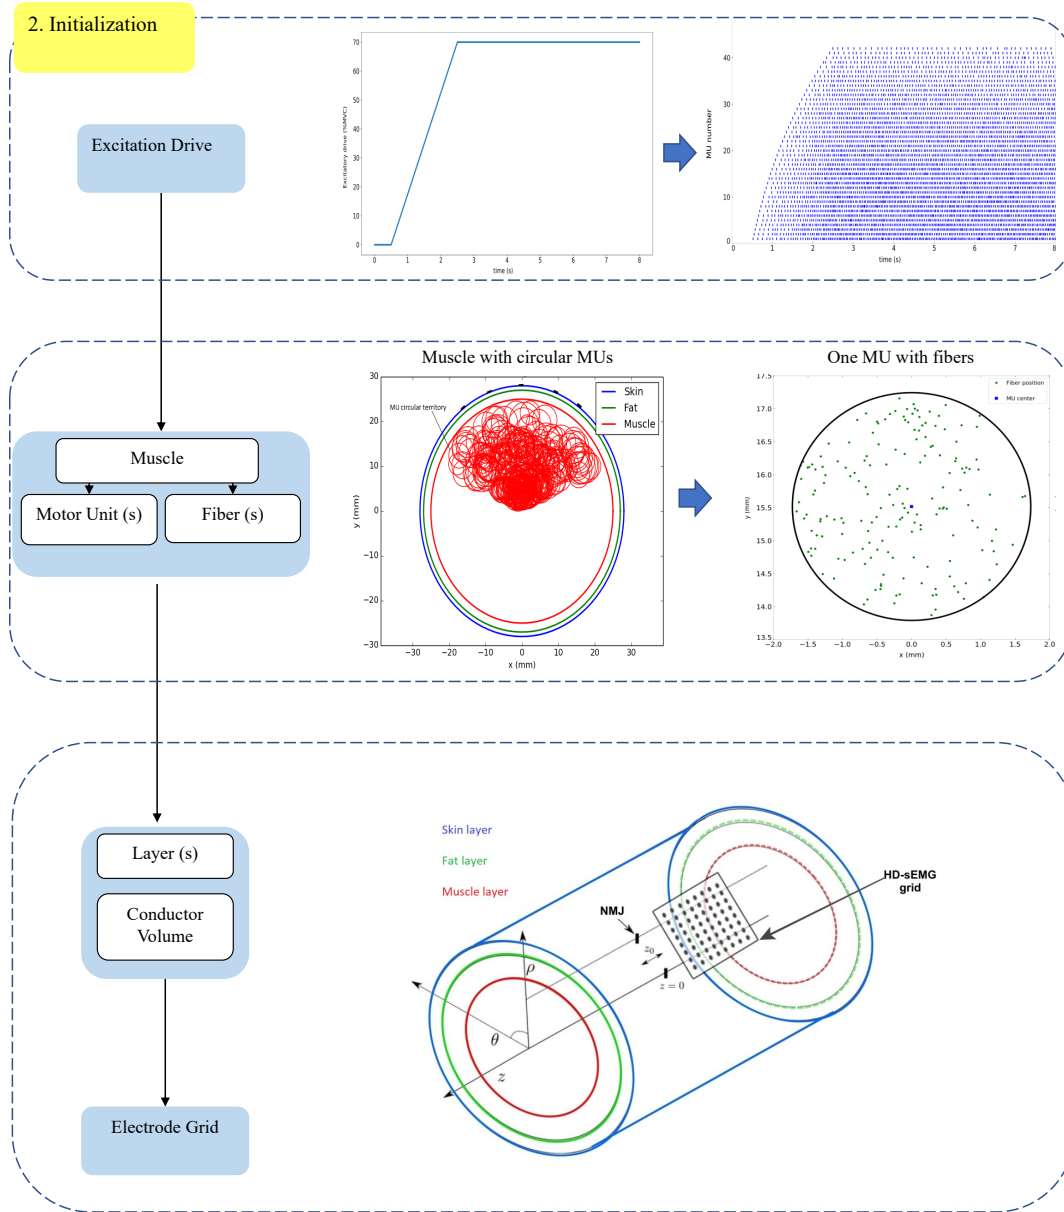 2. Initialization
Excitation Drive
70
60
50
40
30
20
10
0
Excitatory drive (%MVC)
0 1 2 3 4 5 6 7 8
time (s)
40
30
20
10
0
MU number
0 1 2 3 4 5 6 7 8
time (s)
Muscle
Motor Unit (s)
Fiber (s)
Muscle with circular MUs
30
20
10
0
−10
−20
−30
y (mm)
MU circular territory
Skin
Fat
Muscle
−30 −20 −10 0 10 20 30
x (mm)
One MU with fibers
17.5
17.0
16.5
16.0
15.5
15.0
14.5
14.0
13.5
y (mm)
Fiber position
MU center
−2.0 −1.5 −1.0 −0.5 0.0 0.5 1.0 1.5 2.0
x (mm)
Layer (s)
Conductor
Volume
Electrode Grid
Skin layer
Fat layer
Muscle layer
HD-sEMG
grid
NMJ
z₀
z = 0
ρ
θ
z